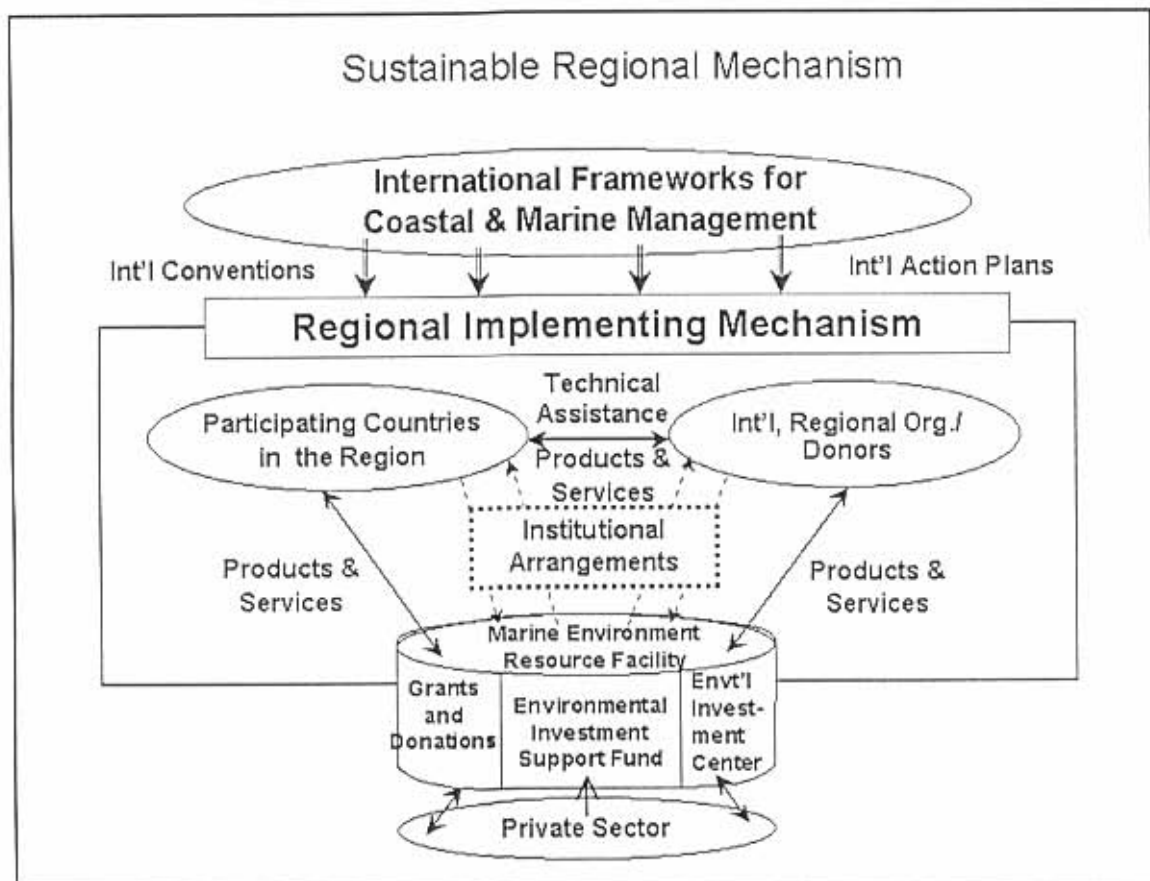 Sustainable Regional Mechanism
International Frameworks for
Coastal & Marine Management
Int'l Conventions
Int'l Action Plans
Regional Implementing Mechanism
Technical
Assistance
Participating Countries
in the Region
Int'l, Regional Org./
Donors
Products &
Services
Institutional
Arrangements
Products &
Services
Products &
Services
Marine Environment
Resource Facility
Grants
and
Donations
Environmental
Investment
Support Fund
Envt'l
Invest-
ment
Center
Private Sector